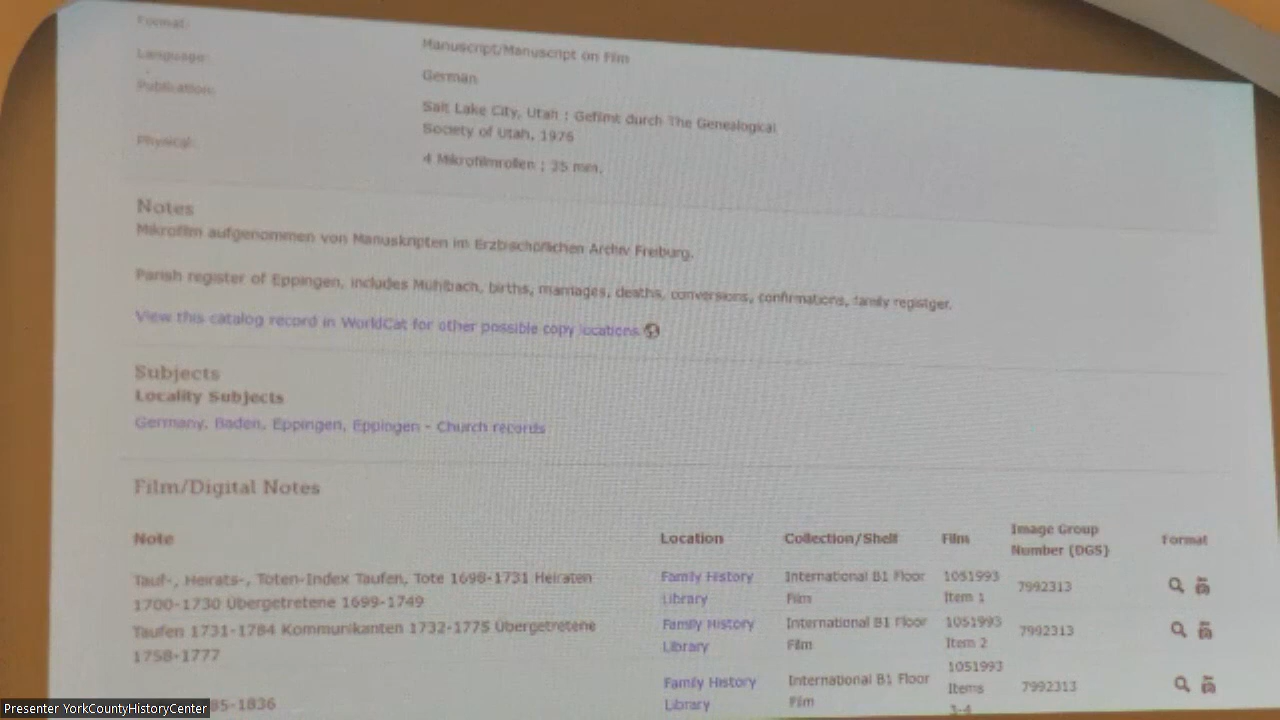 Format:
Manuscript/Manuscript on Film
Language:
German
Publication:
Salt Lake City, Utah : Gefilmt durch The Genealogical
Society of Utah, 1976
Physical:
4 Mikrofilmrollen ; 35 mm.
Notes
Mikrofilm aufgenommen von Manuskripten im Erzbischöflichen Archiv Freiburg.
Parish register of Eppingen, includes Mühlbach, births, marriages, deaths, conversions, confirmations, family registger.
View this catalog record in WorldCat for other possible copy locations
Subjects
Locality Subjects
Germany, Baden, Eppingen, Eppingen - Church records
Film/Digital Notes
Note Location Collection/Shelf Film Image Group Number (DGS) Format
Tauf-, Heirats-, Toten-Index Taufen, Tote 1698-1731 Heiraten
1700-1730 Übergetretene 1699-1749
Family History
Library
International B1 Floor
Film
1051993
Item 1
7992313
Taufen 1731-1784 Kommunikanten 1732-1775 Übergetretene
1758-1777
Family History
Library
International B1 Floor
Film
1051993
Item 2
7992313
85-1836
Family History
Library
International B1 Floor
Film
1051993
Items
3-4
7992313
Presenter YorkCountyHistoryCenter